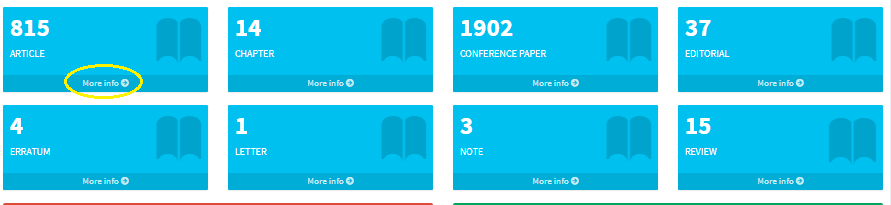 815 14 1902 37
ARTICLE CHAPTER CONFERENCE PAPER EDITORIAL
More info More info More info More info
4 1 3 15
ERRATUM LETTER NOTE REVIEW
More info More info More info More info